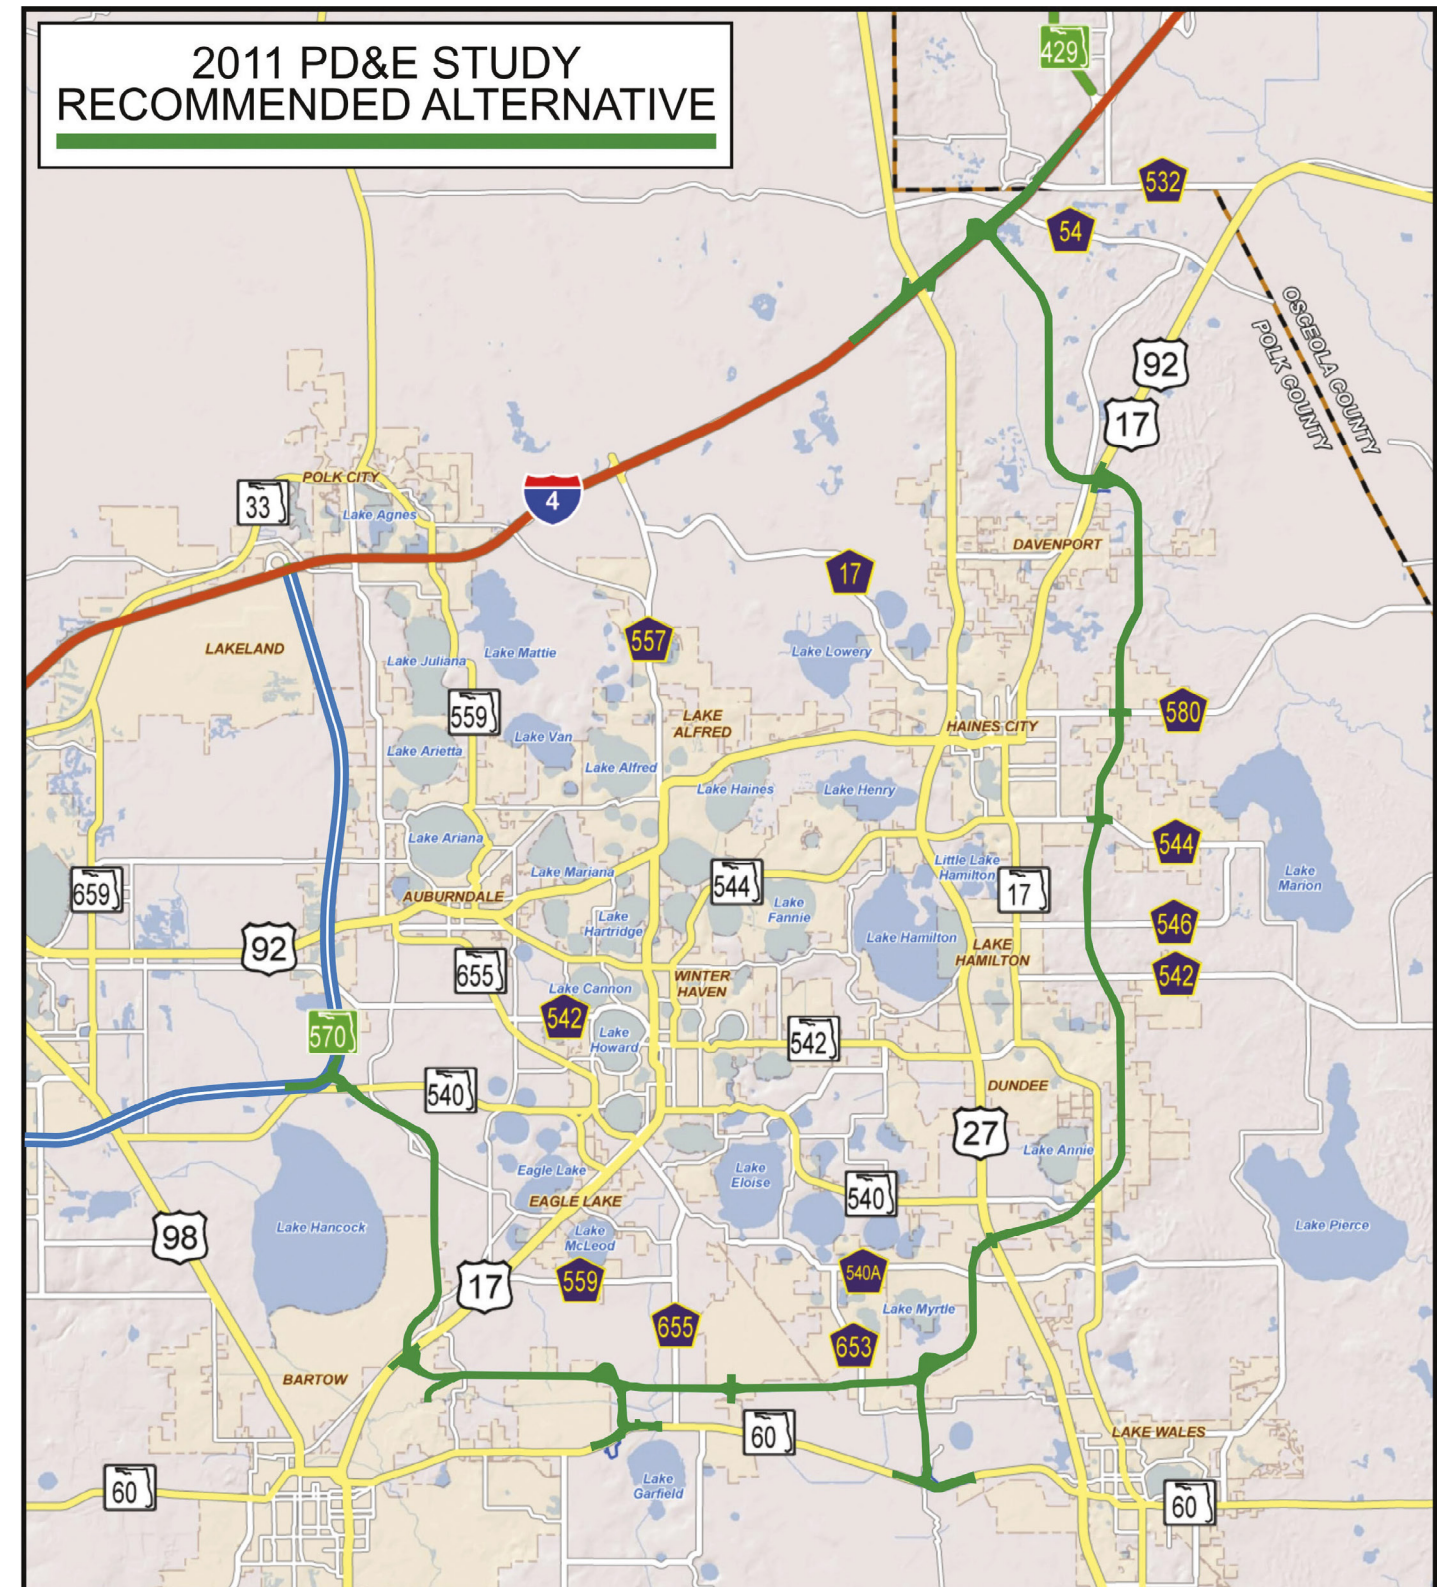 2011 PD&E STUDY
RECOMMENDED ALTERNATIVE
429
532
54
OSCEOLA COUNTY
POLK COUNTY
92
17
POLK CITY
33
Lake Agnes
4
DAVENPORT
17
LAKELAND
557
Lake Juliana
Lake Mattie
Lake Lowery
559
LAKE
ALFRED
580
HAINES CITY
Lake Arietta
Lake Van
Lake Alfred
Lake Haines
Lake Henry
Lake Ariana
544
659
Lake Mariana
544
Little Lake
Hamilton
17
Lake
Marion
AUBURNDALE
Lake
Hartridge
Lake
Fannie
546
92
Lake Hamilton
LAKE
HAMILTON
655
WINTER
HAVEN
542
Lake Cannon
542
570
Lake
Howard
542
540
DUNDEE
27
Lake Annie
Eagle Lake
Lake
Eloise
EAGLE LAKE
540
98
Lake Hancock
Lake
McLeod
Lake Pierce
17
559
540A
Lake Myrtle
655
653
BARTOW
60
LAKE WALES
60
Lake
Garfield
60